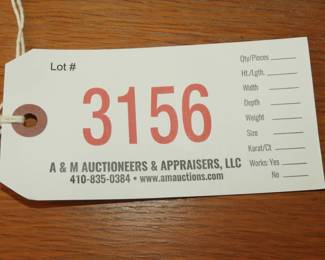 Lot #
3156
A & M AUCTIONEERS & APPRAISERS, LLC
410-835-0384 • www.amauctions.com
Qty/Pieces
Ht./Lgth.
Width
Depth
Weight
Size
Karat/Ct.
Works: Yes
No